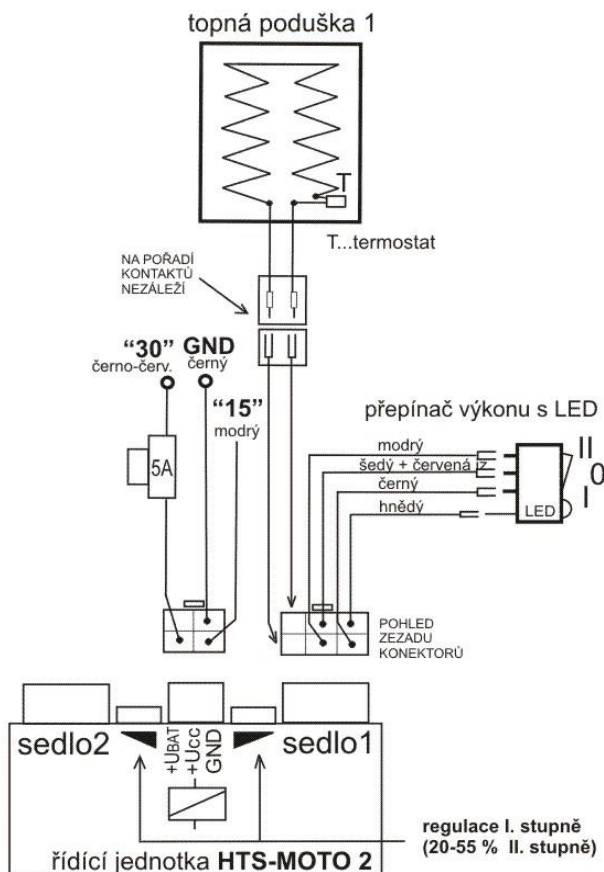 topná poduška 1
T
T...termostat
NA POŘADÍ
KONTAKTŮ
NEZÁLEŽÍ
“30” GND
černo-červ. černý
“15”
modrý
5A
přepínač výkonu s LED
modrý
šedý + červená iz.
černý
hnědý
II
0
I
LED
POHLED
ZEZADU
KONEKTORŮ
sedlo2
+UBAT
+Ucc
GND
sedlo1
regulace I. stupně
(20-55 % II. stupně)
řídící jednotka HTS-MOTO 2